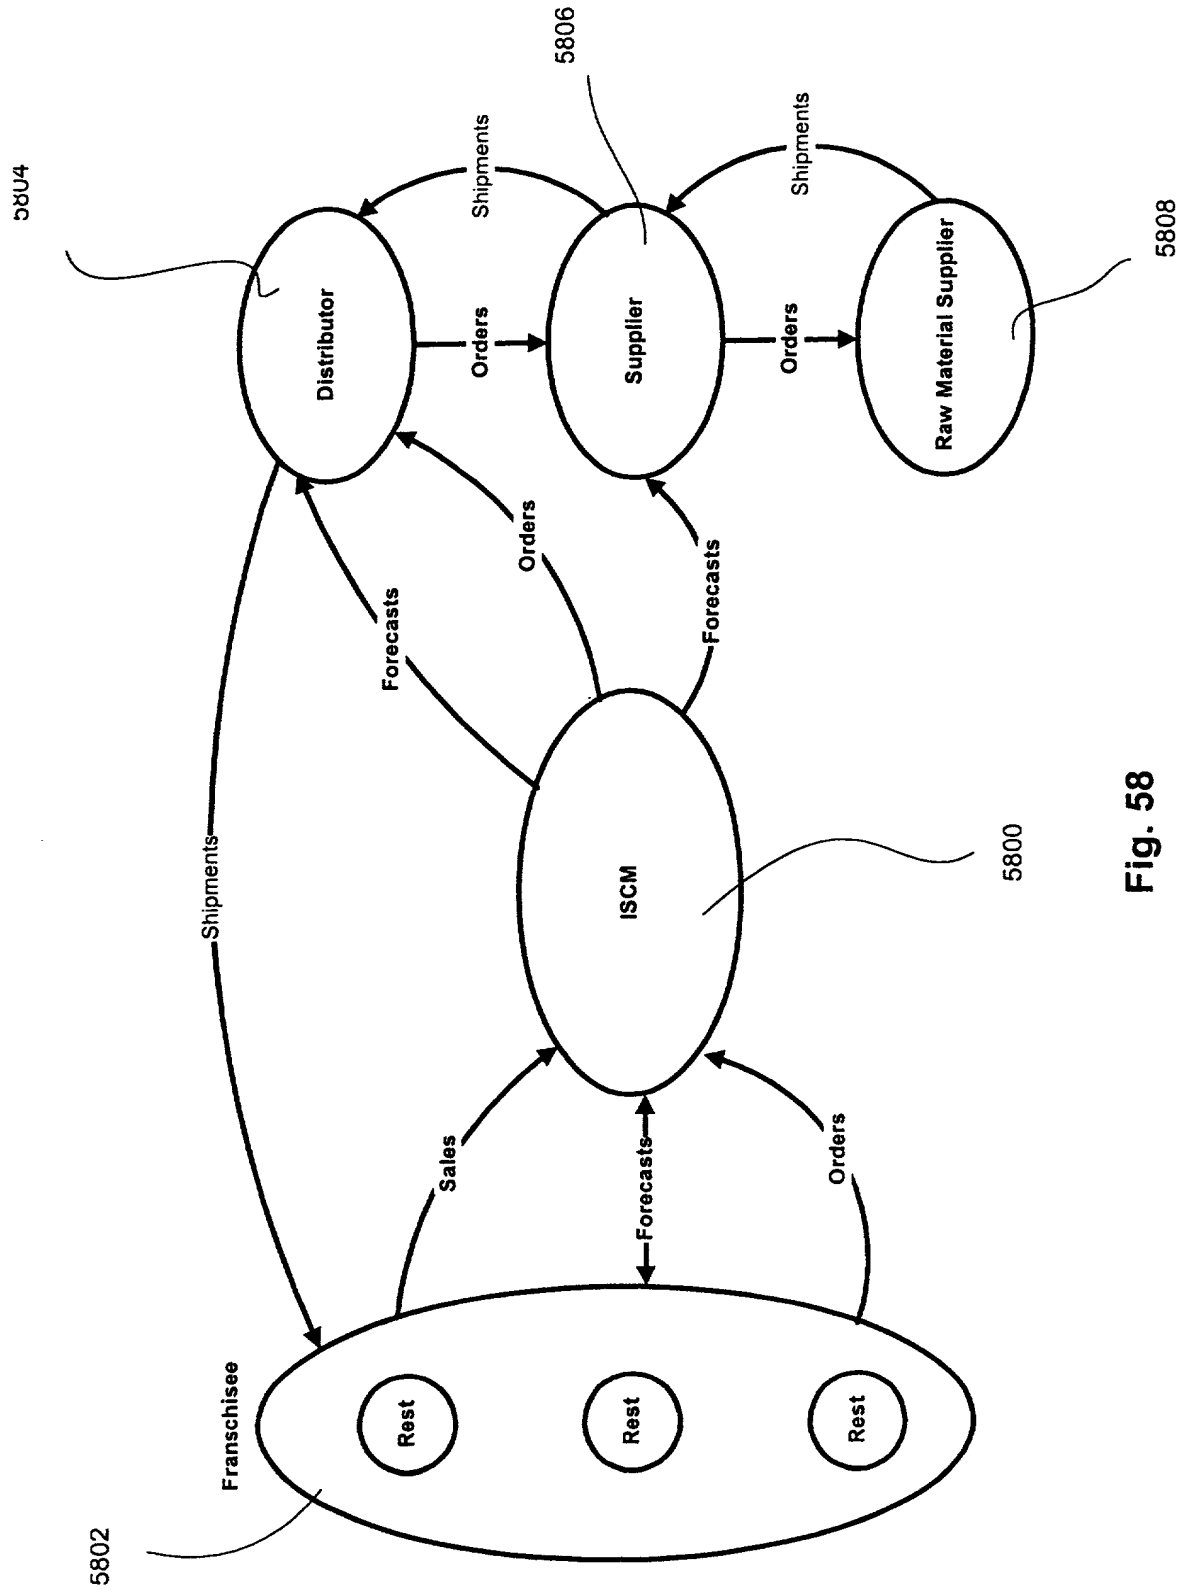 5804
5806
Shipments
Shipments
5808
Distributor
Orders
Supplier
Orders
Raw Material Supplier
Orders
Forecasts
Forecasts
Shipments
ISCM
5800
Sales
Forecasts
Orders
Franschisee
Rest
Rest
Rest
5802
Fig. 58